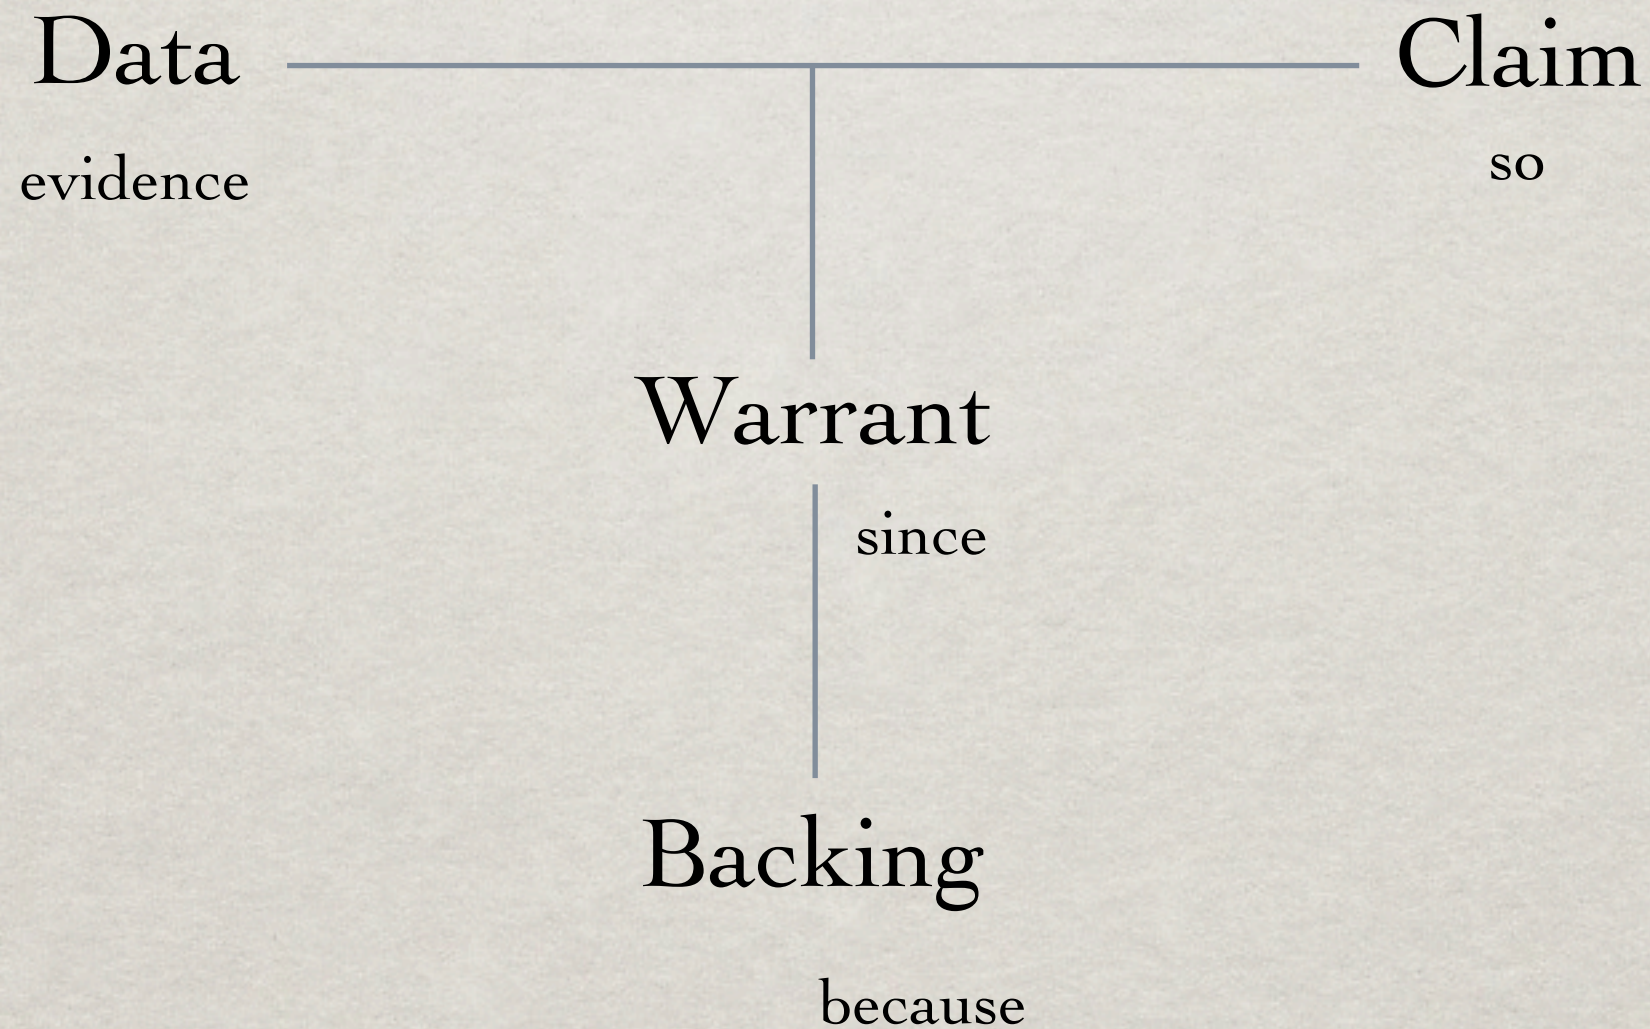 Data
Claim
evidence
so
Warrant
since
Backing
because